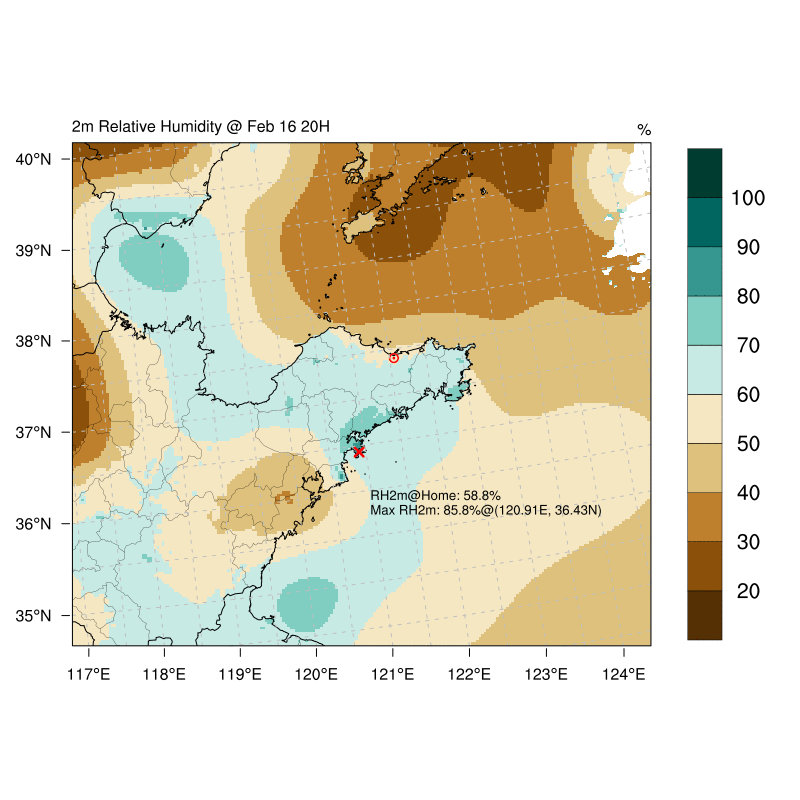 2m Relative Humidity @ Feb 16 20H
%
40°N
39°N
38°N
37°N
36°N
35°N
117°E 118°E 119°E 120°E 121°E 122°E 123°E 124°E
RH2m@Home: 58.8%
Max RH2m: 85.8%@(120.91E, 36.43N)
100
90
80
70
60
50
40
30
20